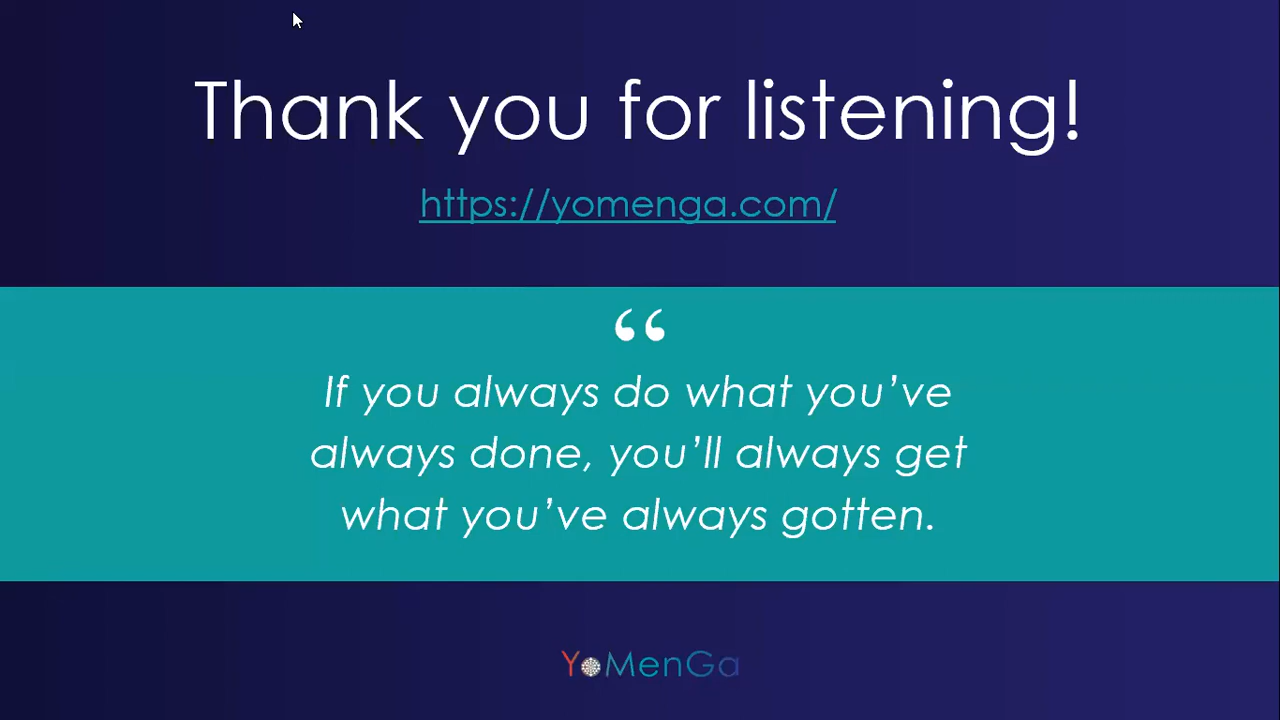 Thank you for listening!
https://yomenga.com/
“
If you always do what you’ve
always done, you’ll always get
what you’ve always gotten.
YoMenGa